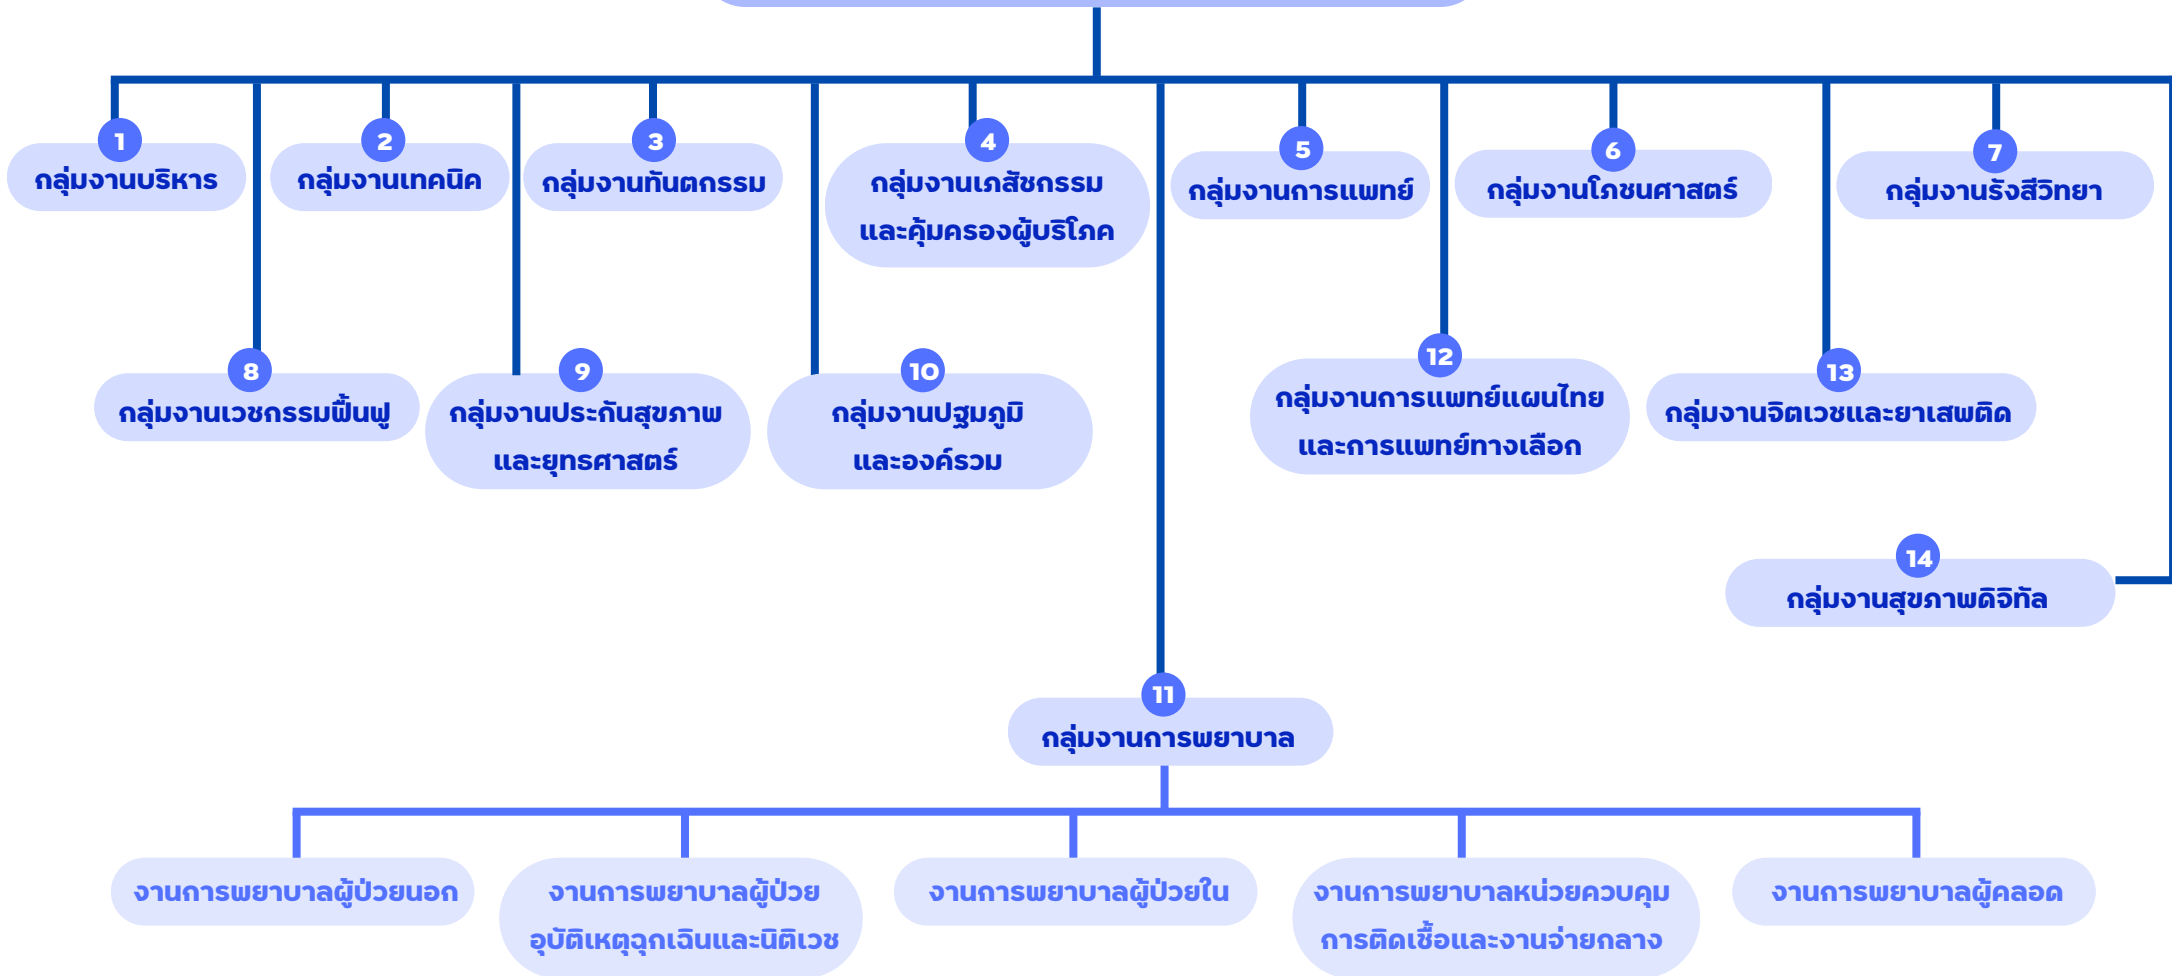 1
กลุ่มงานบริหาร
2
กลุ่มงานเทคนิค
3
กลุ่มงานทันตกรรม
4
กลุ่มงานเภสัชกรรม
และคุ้มครองผู้บริโภค
5
กลุ่มงานการแพทย์
6
กลุ่มงานโภชนศาสตร์
7
กลุ่มงานรังสีวิทยา
8
กลุ่มงานเวชกรรมฟื้นฟู
9
กลุ่มงานประกันสุขภาพ
และยุทธศาสตร์
10
กลุ่มงานปฐมภูมิ
และองค์รวม
12
กลุ่มงานการแพทย์แผนไทย
และการแพทย์ทางเลือก
13
กลุ่มงานจิตเวชและยาเสพติด
14
กลุ่มงานสุขภาพดิจิทัล
11
กลุ่มงานการพยาบาล
งานการพยาบาลผู้ป่วยนอก
งานการพยาบาลผู้ป่วย
อุบัติเหตุฉุกเฉินและนิติเวช
งานการพยาบาลผู้ป่วยใน
งานการพยาบาลหน่วยควบคุม
การติดเชื้อและงานจ่ายกลาง
งานการพยาบาลผู้คลอด